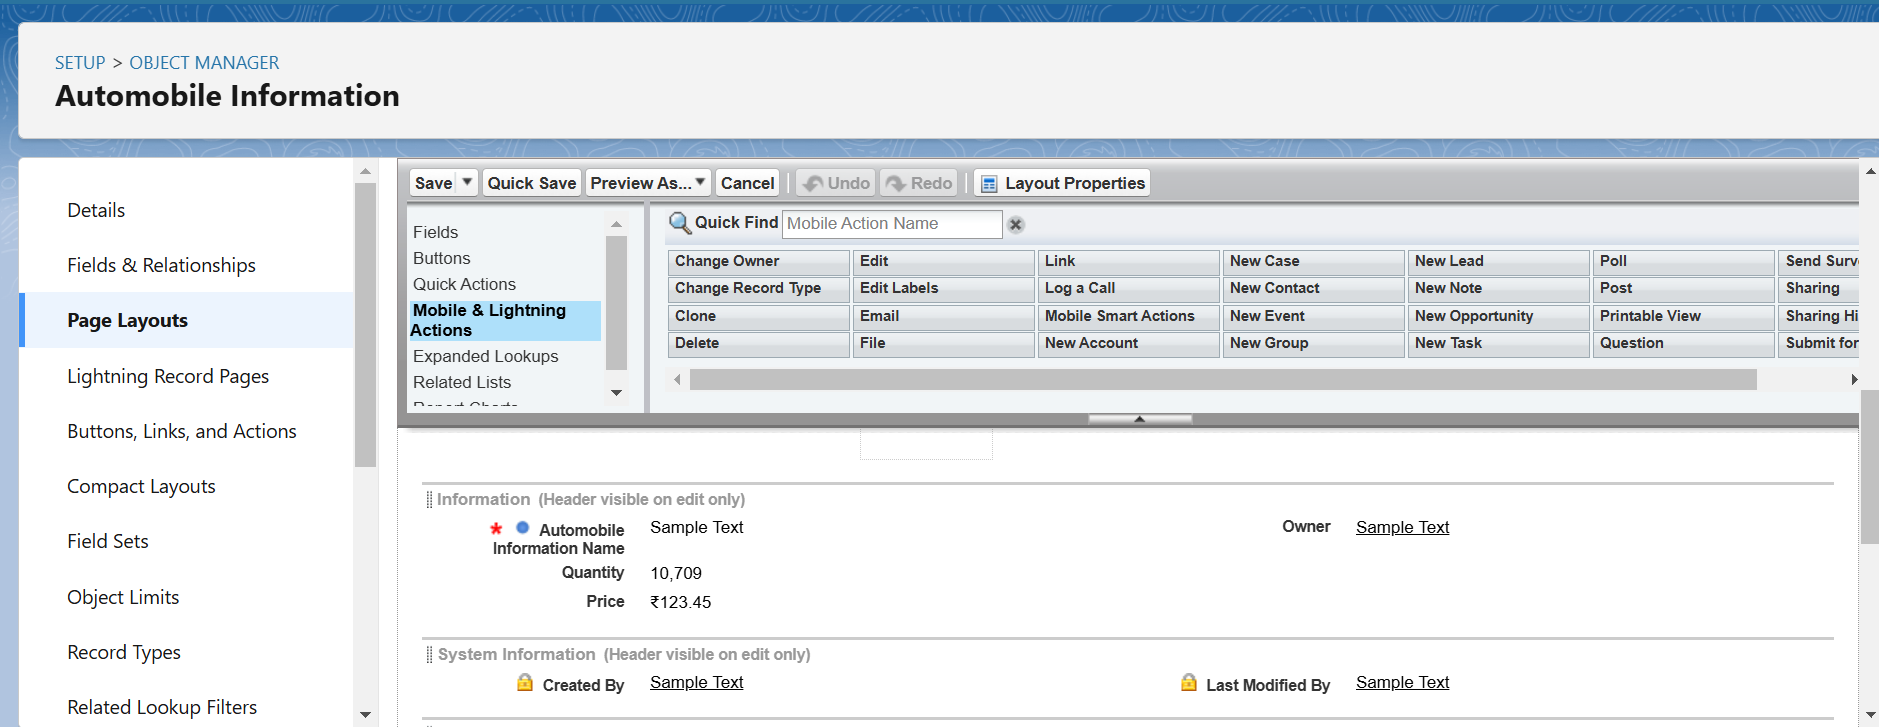 SETUP > OBJECT MANAGER
Automobile Information
Details
Fields & Relationships
Page Layouts
Lightning Record Pages
Buttons, Links, and Actions
Compact Layouts
Field Sets
Object Limits
Record Types
Related Lookup Filters
Save Quick Save Preview As... Cancel Undo Redo Layout Properties
Fields
Buttons
Quick Actions
Mobile & Lightning
Actions
Expanded Lookups
Related Lists
Report Charts
Quick Find Mobile Action Name
Change Owner Edit Link New Case New Lead Poll Send Surv
Change Record Type Edit Labels Log a Call New Contact New Note Post Sharing
Clone Email Mobile Smart Actions New Event New Opportunity Printable View Sharing Hi
Delete File New Account New Group New Task Question Submit for
Information (Header visible on edit only)
* Automobile Sample Text Owner Sample Text
Information Name
Quantity 10,709
Price ₹123.45
System Information (Header visible on edit only)
Created By Sample Text Last Modified By Sample Text